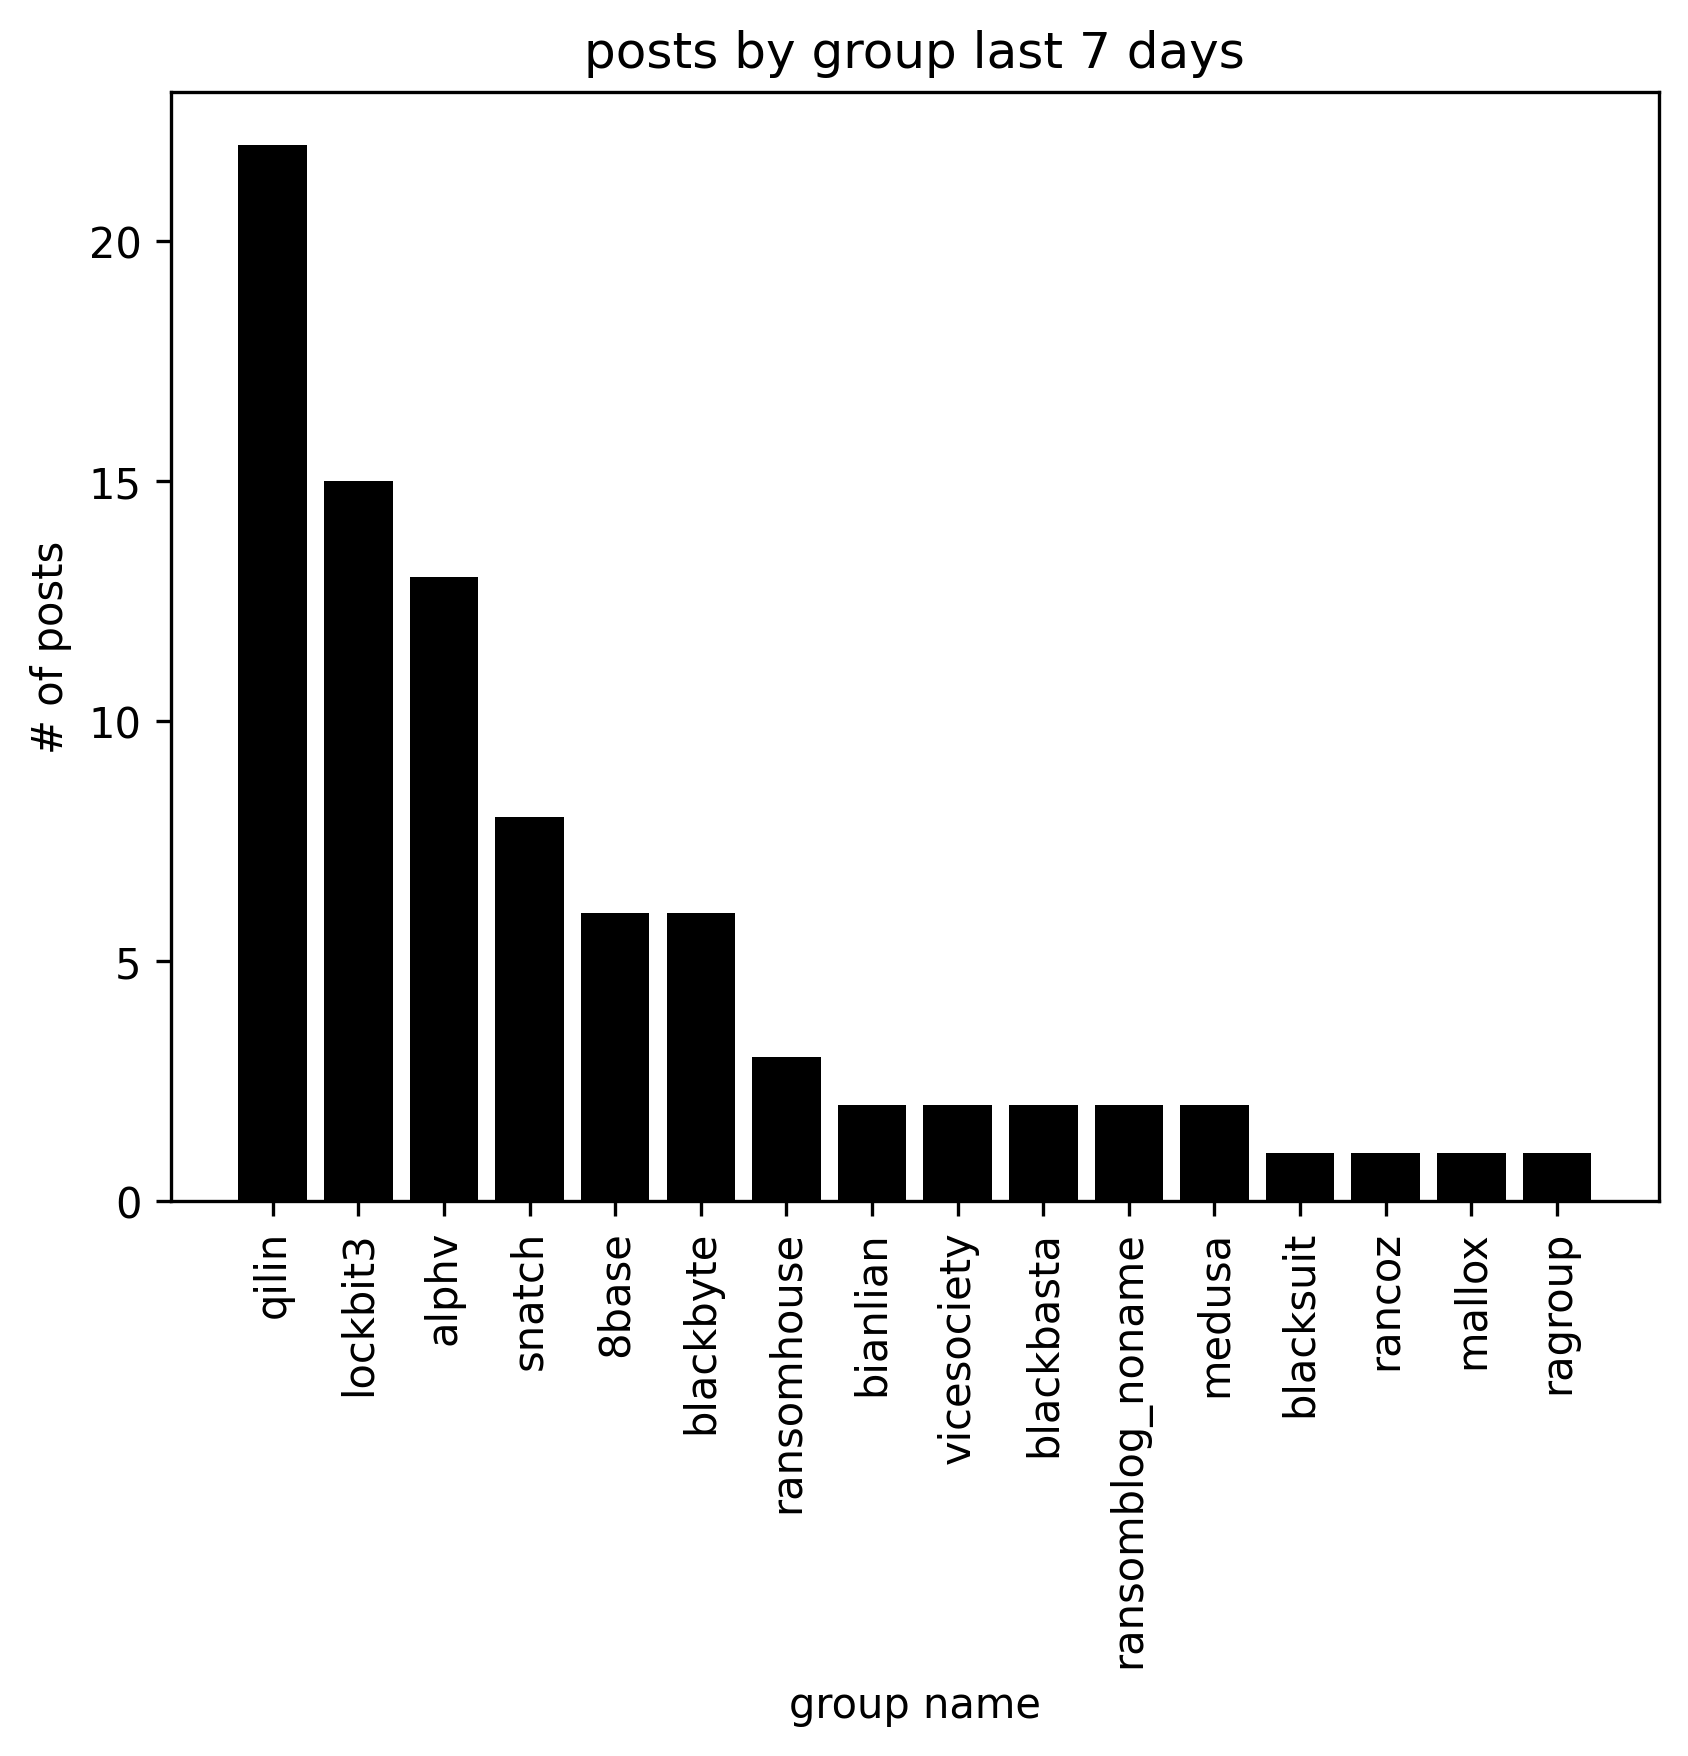 posts by group last 7 days
# of posts
20
15
10
5
0
qilin
lockbit3
alphv
snatch
8base
blackbyte
ransomhouse
bianlian
vicesociety
blackbasta
ransomblog_noname
medusa
blacksuit
rancoz
mallox
ragroup
group name